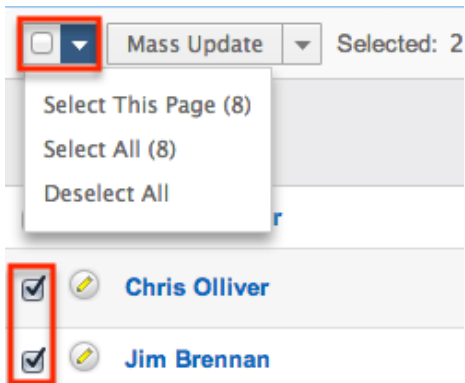 Mass Update Selected: 2
Select This Page (8)
Select All (8)
Deselect All
r
Chris Olliver
Jim Brennan